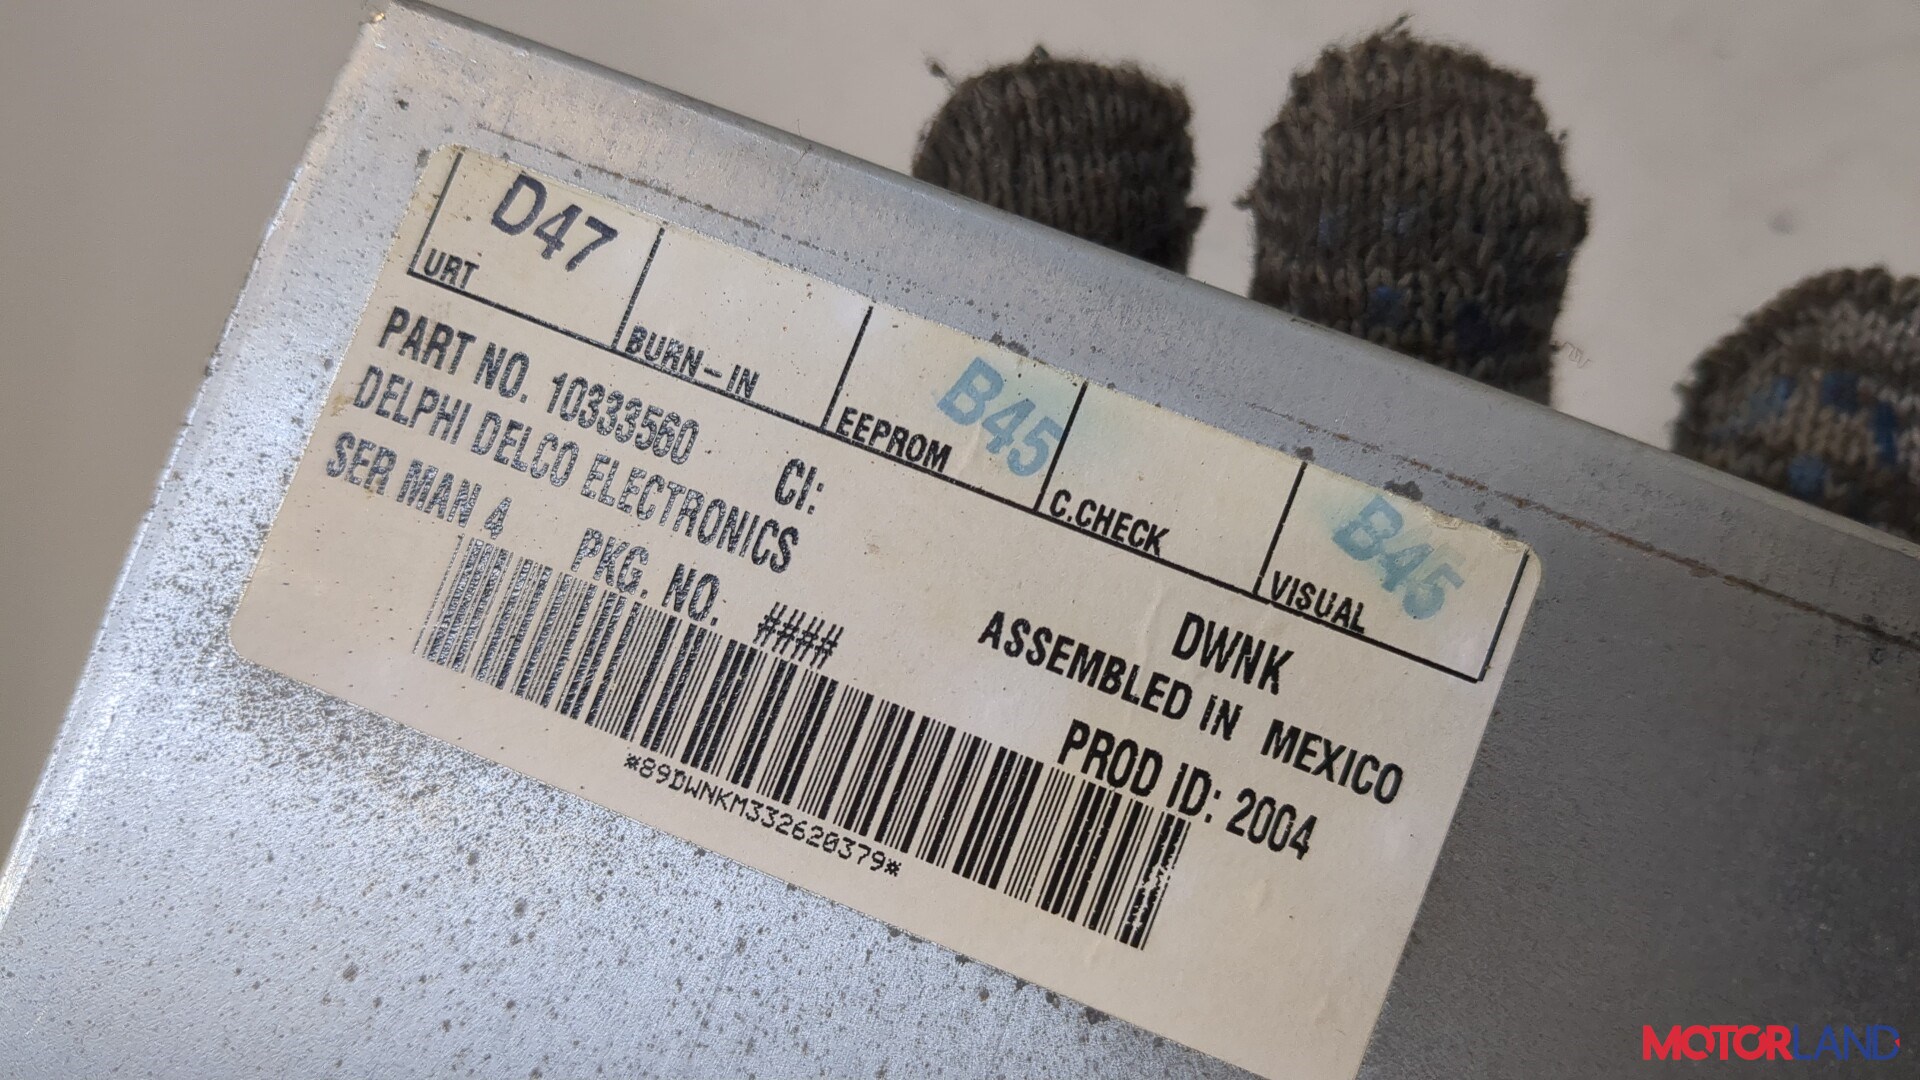 D47
URT
BURN-IN
B45
EEPROM
C.CHECK
B45
VISUAL
PART NO. 10333560
CI:
DELPHI DELCO ELECTRONICS
SER MAN 4
PKG. NO. ####
DWNK
ASSEMBLED IN MEXICO
PROD ID: 2004
*89DWNKM332620379*
MOTORLAND